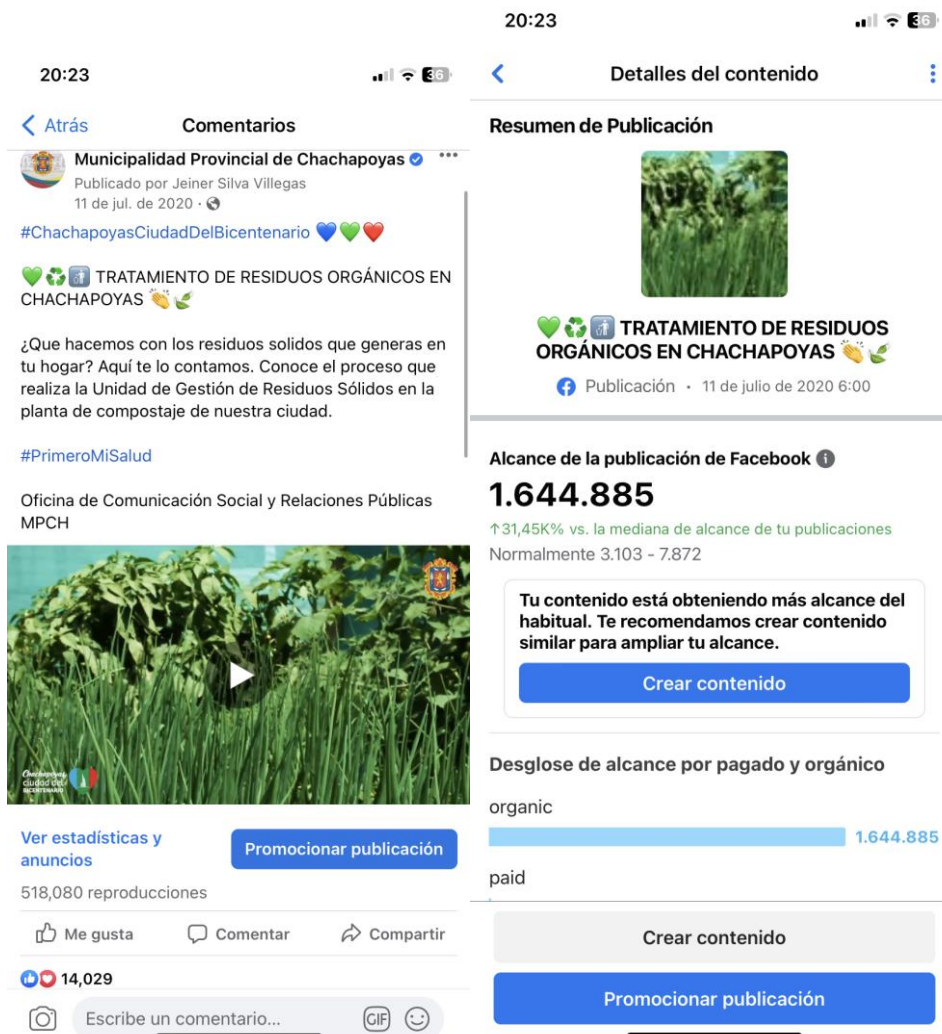 20:23
36
Atrás
Comentarios
Municipalidad Provincial de Chachapoyas
Publicado por Jeiner Silva Villegas
11 de jul. de 2020 ·
#ChachapoyasCiudadDelBicentenario 💙💚❤️
💚♻️🚮 TRATAMIENTO DE RESIDUOS ORGÁNICOS EN
CHACHAPOYAS 👏🌿
¿Que hacemos con los residuos solidos que generas en
tu hogar? Aquí te lo contamos. Conoce el proceso que
realiza la Unidad de Gestión de Residuos Sólidos en la
planta de compostaje de nuestra ciudad.
#PrimeroMiSalud
Oficina de Comunicación Social y Relaciones Públicas
MPCH
Chachapoyas
ciudad del
BICENTENARIO
Ver estadísticas y
anuncios
Promocionar publicación
518,080 reproducciones
Me gusta
Comentar
Compartir
14,029
Escribe un comentario...
GIF
20:23
36
Detalles del contenido
Resumen de Publicación
💚♻️🚮 TRATAMIENTO DE RESIDUOS
ORGÁNICOS EN CHACHAPOYAS 👏🌿
Publicación · 11 de julio de 2020 6:00
Alcance de la publicación de Facebook
1.644.885
↑31,45K% vs. la mediana de alcance de tu publicaciones
Normalmente 3.103 - 7.872
Tu contenido está obteniendo más alcance del
habitual. Te recomendamos crear contenido
similar para ampliar tu alcance.
Crear contenido
Desglose de alcance por pagado y orgánico
organic
1.644.885
paid
Crear contenido
Promocionar publicación